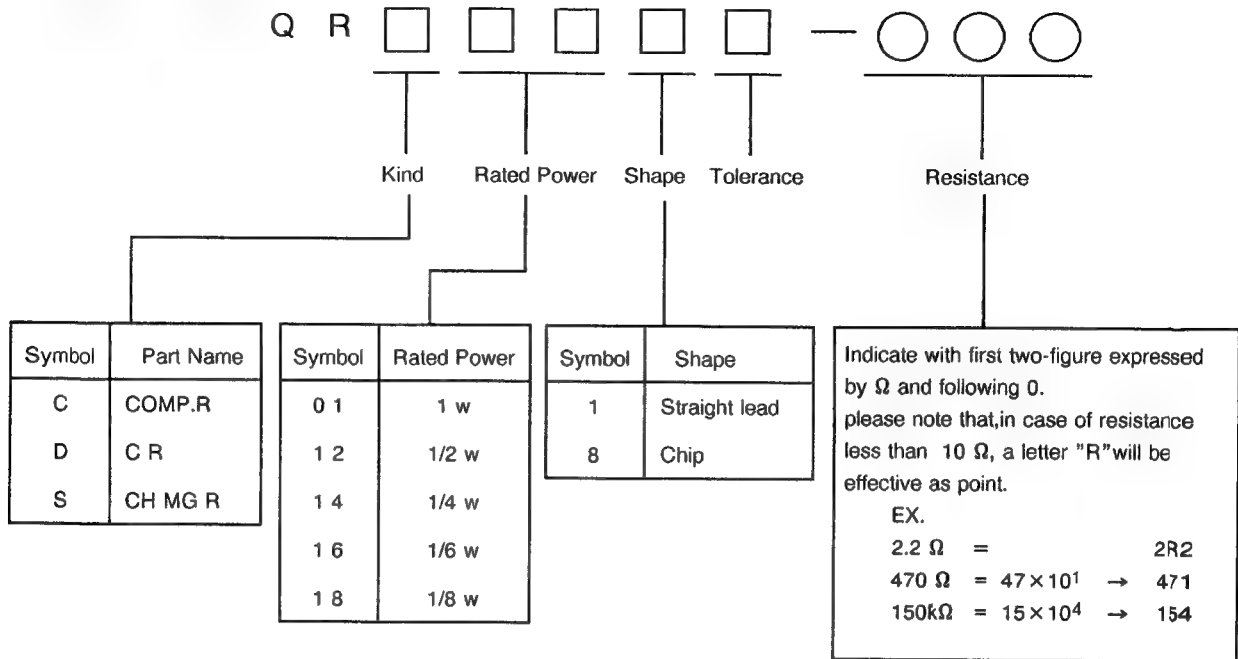 Q R □ □ □ □ □ — ○ ○ ○
Kind Rated Power Shape Tolerance Resistance
Symbol Part Name
C COMP.R
D C R
S CH MG R
Symbol Rated Power
0 1 1 w
1 2 1/2 w
1 4 1/4 w
1 6 1/6 w
1 8 1/8 w
Symbol Shape
1 Straight lead
8 Chip
Indicate with first two-figure expressed
by Ω and following 0.
please note that,in case of resistance
less than 10 Ω, a letter "R"will be
effective as point.
EX.
2.2 Ω = 2R2
470 Ω = 47×10¹ → 471
150kΩ = 15×10⁴ → 154